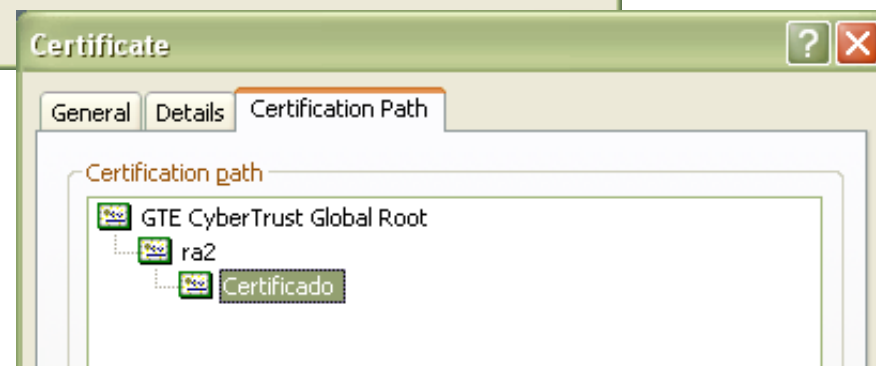 Certificate
General Details Certification Path
Certification path
GTE CyberTrust Global Root
ra2
Certificado